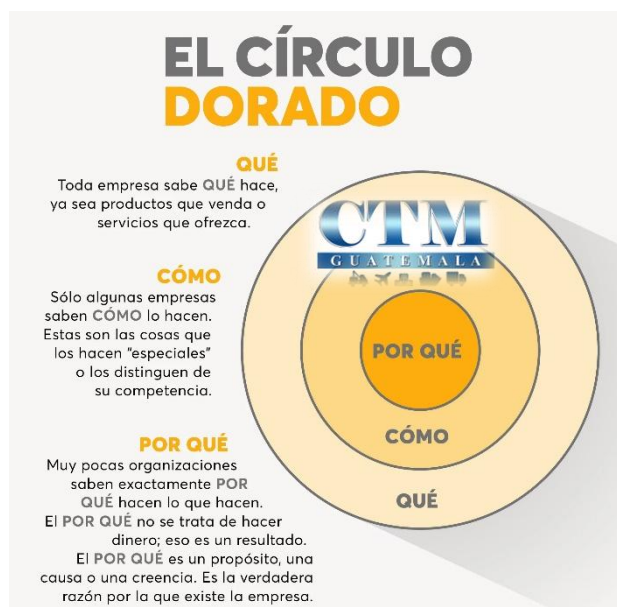 EL CÍRCULO
DORADO
QUÉ
Toda empresa sabe QUÉ hace,
ya sea productos que venda o
servicios que ofrezca.
CÓMO
Sólo algunas empresas
saben CÓMO lo hacen.
Estas son las cosas que
los hacen “especiales”
o los distinguen de
su competencia.
POR QUÉ
Muy pocas organizaciones
saben exactamente POR
QUÉ hacen lo que hacen.
El POR QUÉ no se trata de hacer
dinero; eso es un resultado.
El POR QUÉ es un propósito, una
causa o una creencia. Es la verdadera
razón por la que existe la empresa.
CTM
GUATEMALA
POR QUÉ
CÓMO
QUÉ